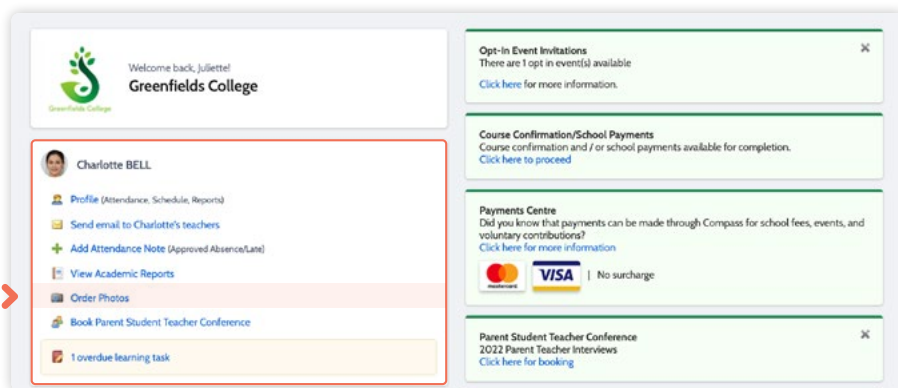 Welcome back, Juliette!
Greenfields College
Greenfields College
Charlotte BELL
Profile (Attendance, Schedule, Reports)
Send email to Charlotte's teachers
Add Attendance Note (Approved Absence/Late)
View Academic Reports
Order Photos
Book Parent Student Teacher Conference
1 overdue learning task
Opt-In Event Invitations
There are 1 opt in event(s) available
Click here for more information.
Course Confirmation/School Payments
Course confirmation and / or school payments available for completion.
Click here to proceed
Payments Centre
Did you know that payments can be made through Compass for school fees, events, and
voluntary contributions?
Click here for more information
mastercard VISA | No surcharge
Parent Student Teacher Conference
2022 Parent Teacher Interviews
Click here for booking